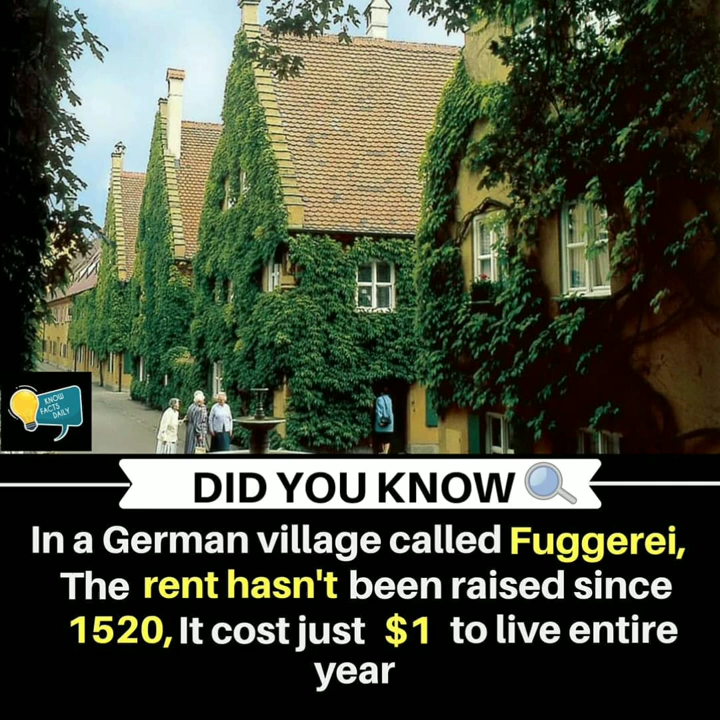 KNOW
FACTS
DAILY
DID YOU KNOW
In a German village called Fuggerei,
The rent hasn't been raised since
1520, It cost just $1 to live entire
year